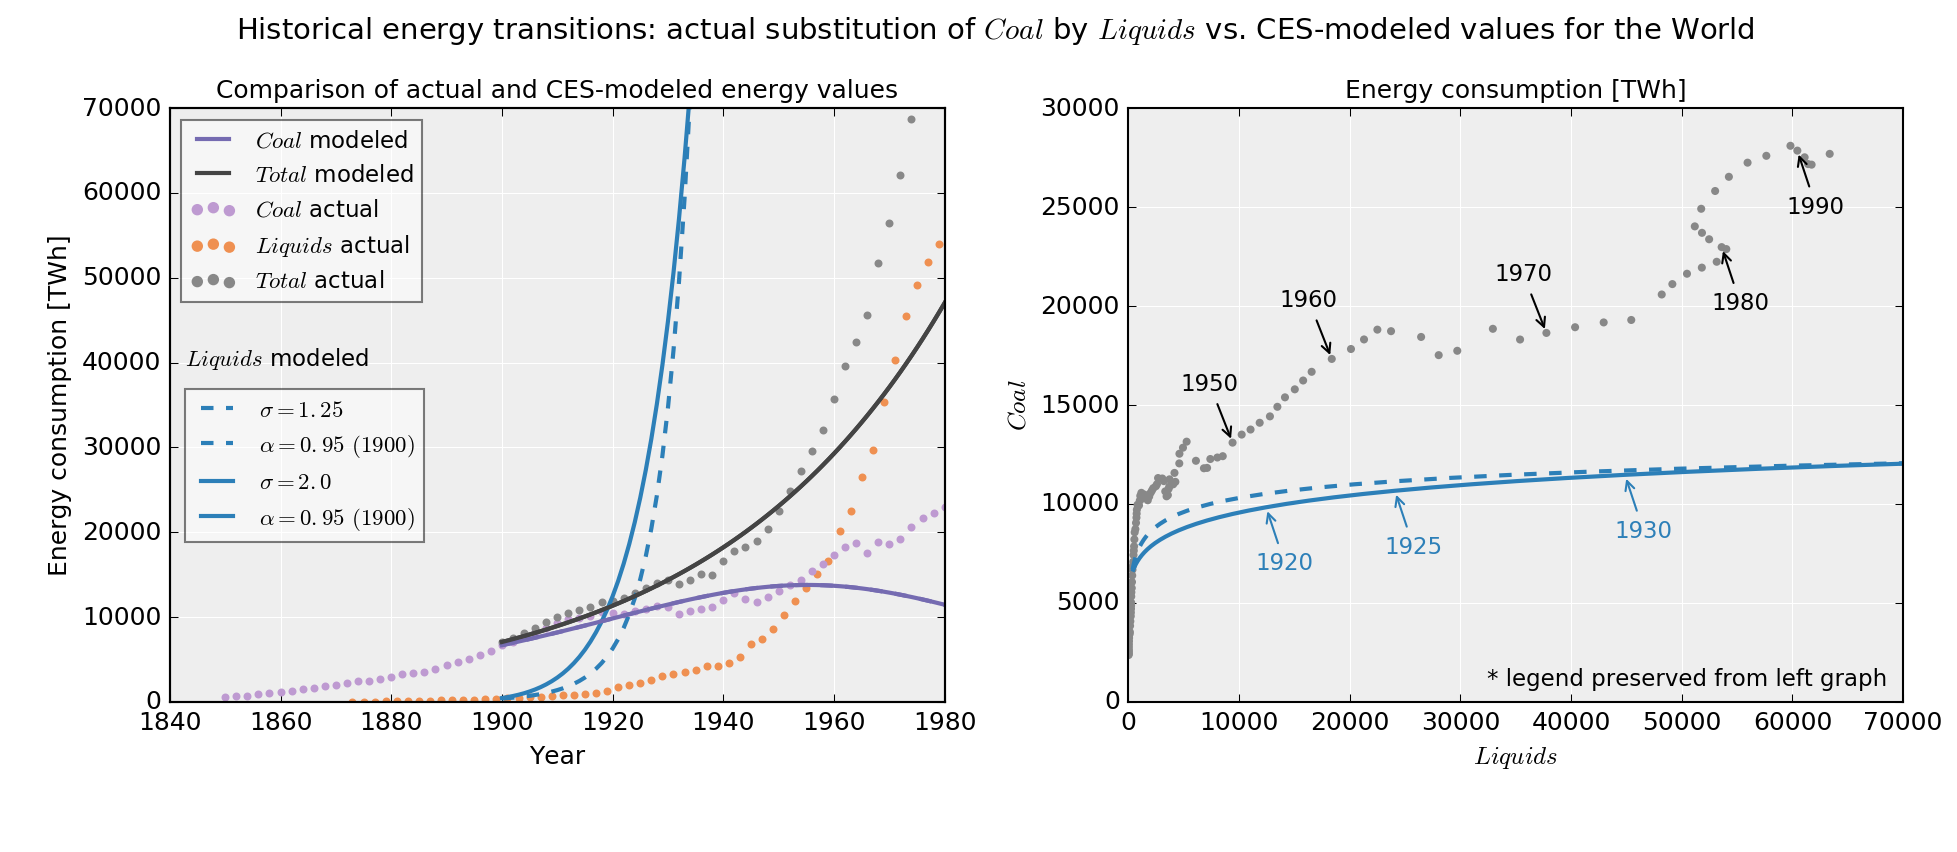 Historical energy transitions: actual substitution of Coal by Liquids vs. CES-modeled values for the World
Comparison of actual and CES-modeled energy values
Energy consumption [TWh]
70000
60000
50000
40000
30000
20000
10000
0
Coal modeled
Total modeled
Coal actual
Liquids actual
Total actual
Liquids modeled
σ = 1.25
α = 0.95 (1900)
σ = 2.0
α = 0.95 (1900)
1840 1860 1880 1900 1920 1940 1960 1980
Year
Energy consumption [TWh]
Coal
30000
25000
20000
15000
10000
5000
0
1990
1970
1960
1980
1950
1930
1925
1920
* legend preserved from left graph
0 10000 20000 30000 40000 50000 60000 70000
Liquids